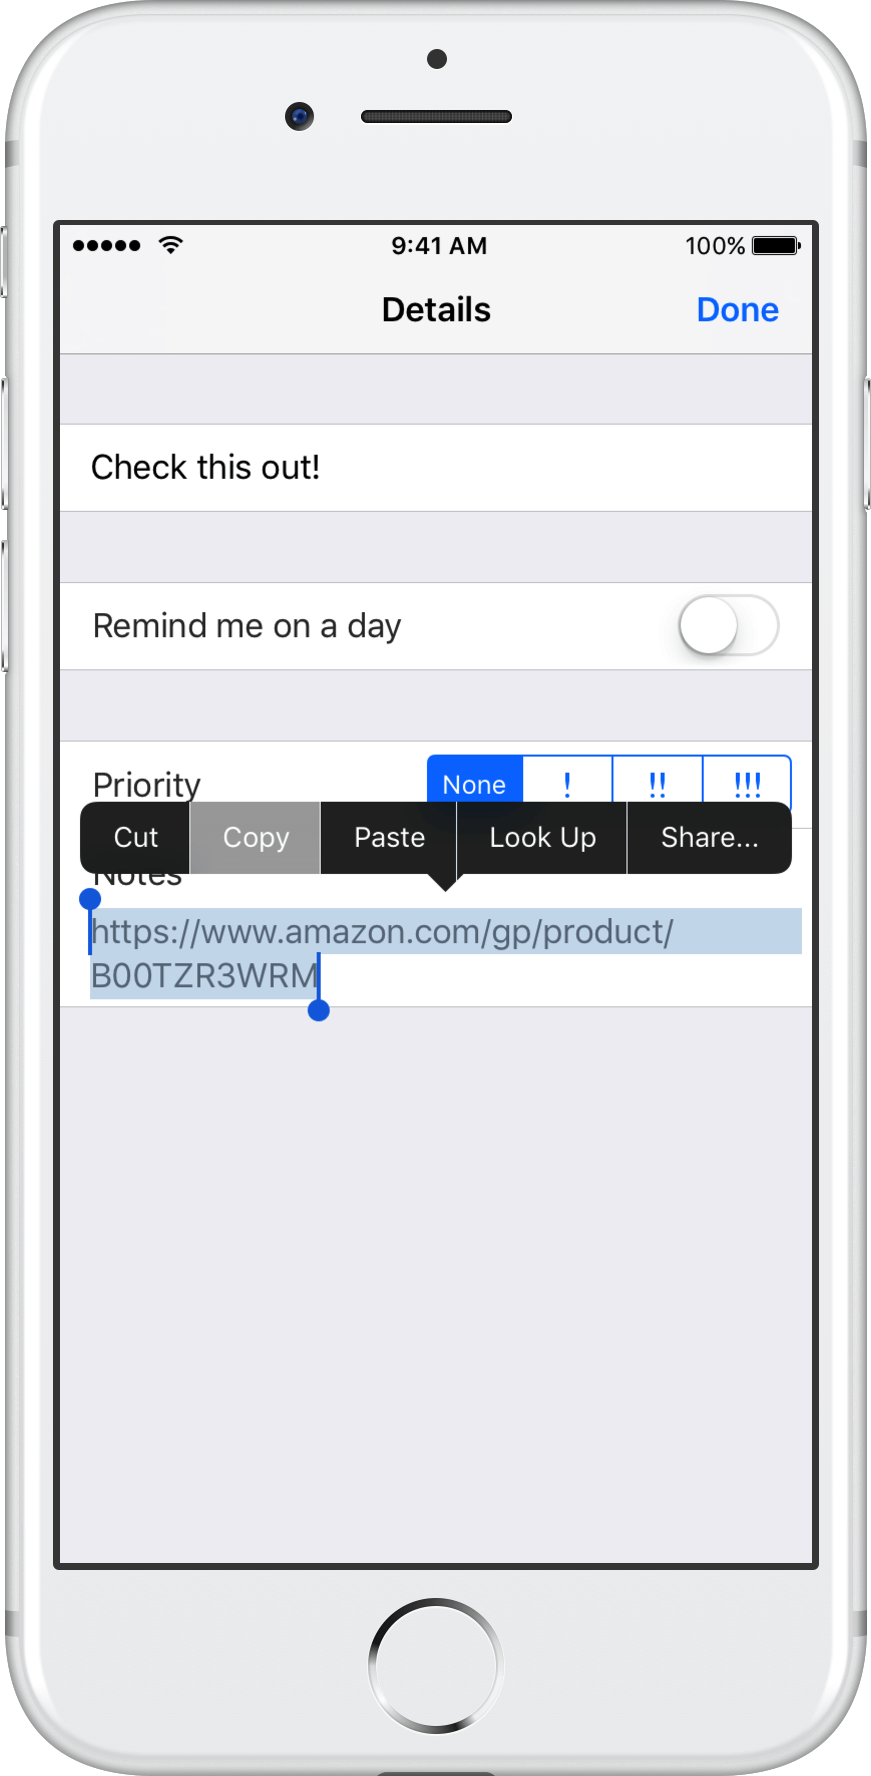 9:41 AM 100%
Details Done
Check this out!
Remind me on a day
Priority None ! !! !!!
Cut Copy Paste Look Up Share...
Notes
https://www.amazon.com/gp/product/
B00TZR3WRM